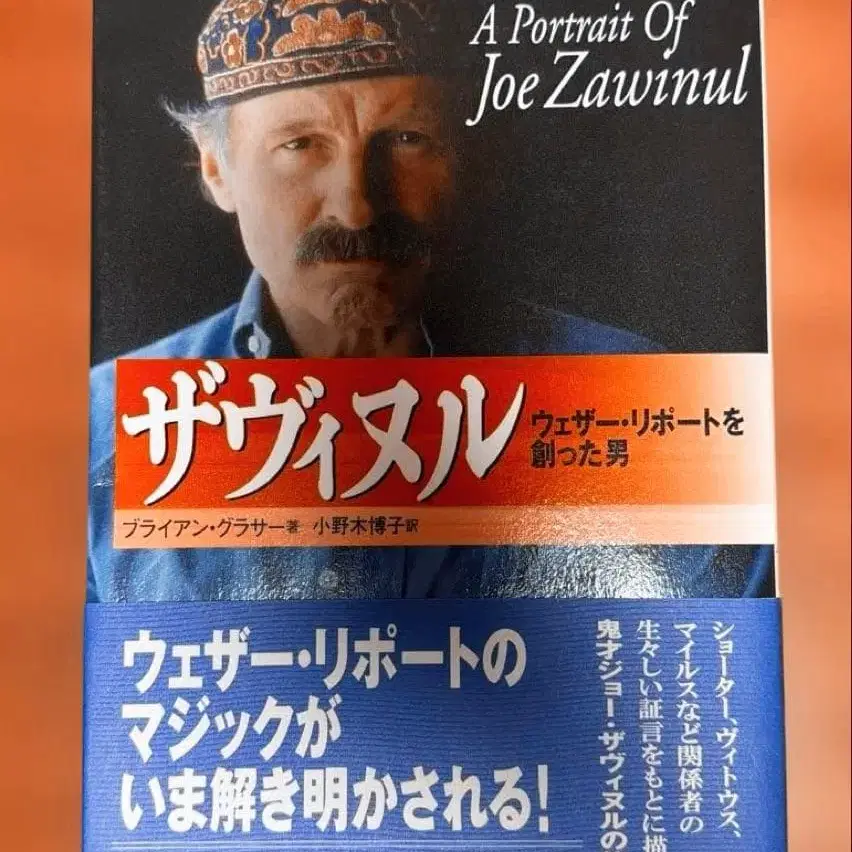 A Portrait Of
Joe Zawinul
ザヴィヌル
ウェザー・リポートを
創った男
ブライアン・グラサー著 小野木博子訳
ウェザー・リポートの
マジックが
いま解き明かされる!
ショーター、ヴィトウス、
マイルスなど関係者の
生々しい証言をもとに描
鬼才ジョー・ザヴィヌルの